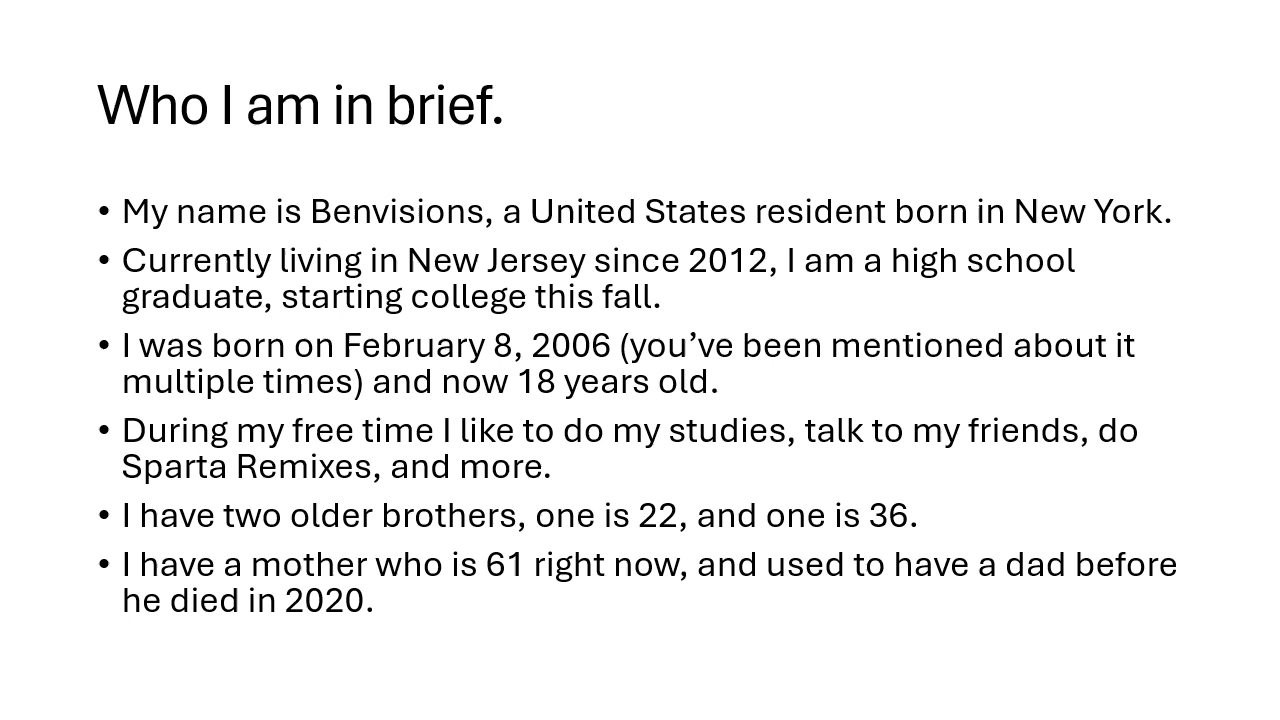 Who I am in brief.
• My name is Benvisions, a United States resident born in New York.
• Currently living in New Jersey since 2012, I am a high school
graduate, starting college this fall.
• I was born on February 8, 2006 (you’ve been mentioned about it
multiple times) and now 18 years old.
• During my free time I like to do my studies, talk to my friends, do
Sparta Remixes, and more.
• I have two older brothers, one is 22, and one is 36.
• I have a mother who is 61 right now, and used to have a dad before
he died in 2020.